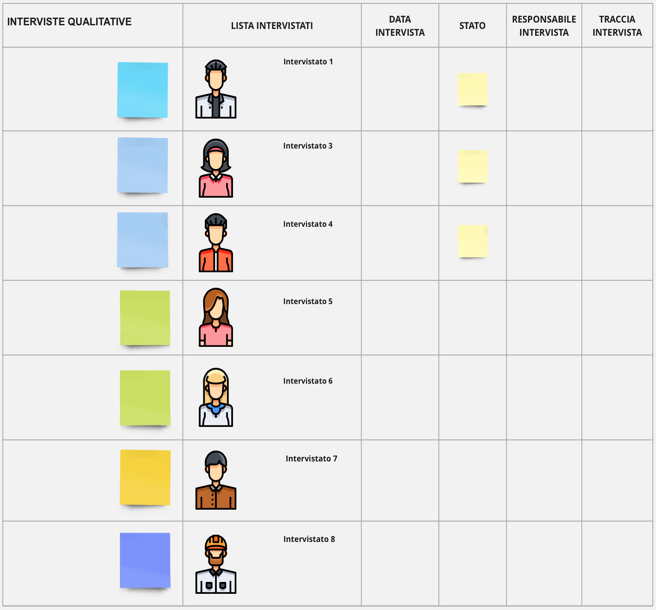 INTERVISTE QUALITATIVE
LISTA INTERVISTATI
DATA
INTERVISTA
STATO
RESPONSABILE
INTERVISTA
TRACCIA
INTERVISTA
Intervistato 1
Intervistato 3
Intervistato 4
Intervistato 5
Intervistato 6
Intervistato 7
Intervistato 8